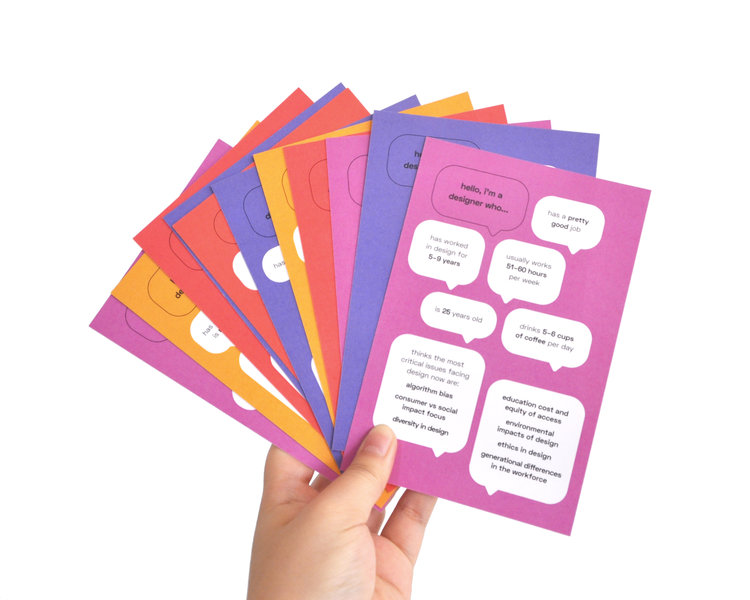 hello, i'm a
designer who...
has a pretty
good job
has worked
in design for
5-9 years
usually works
51-60 hours
per week
is 25 years old
drinks 5-6 cups
of coffee per day
thinks the most
critical issues facing
design now are:
algorithm bias
consumer vs social
impact focus
diversity in design
education cost and
equity of access
environmental
impacts of design
ethics in design
generational differences
in the workforce
has
has
is